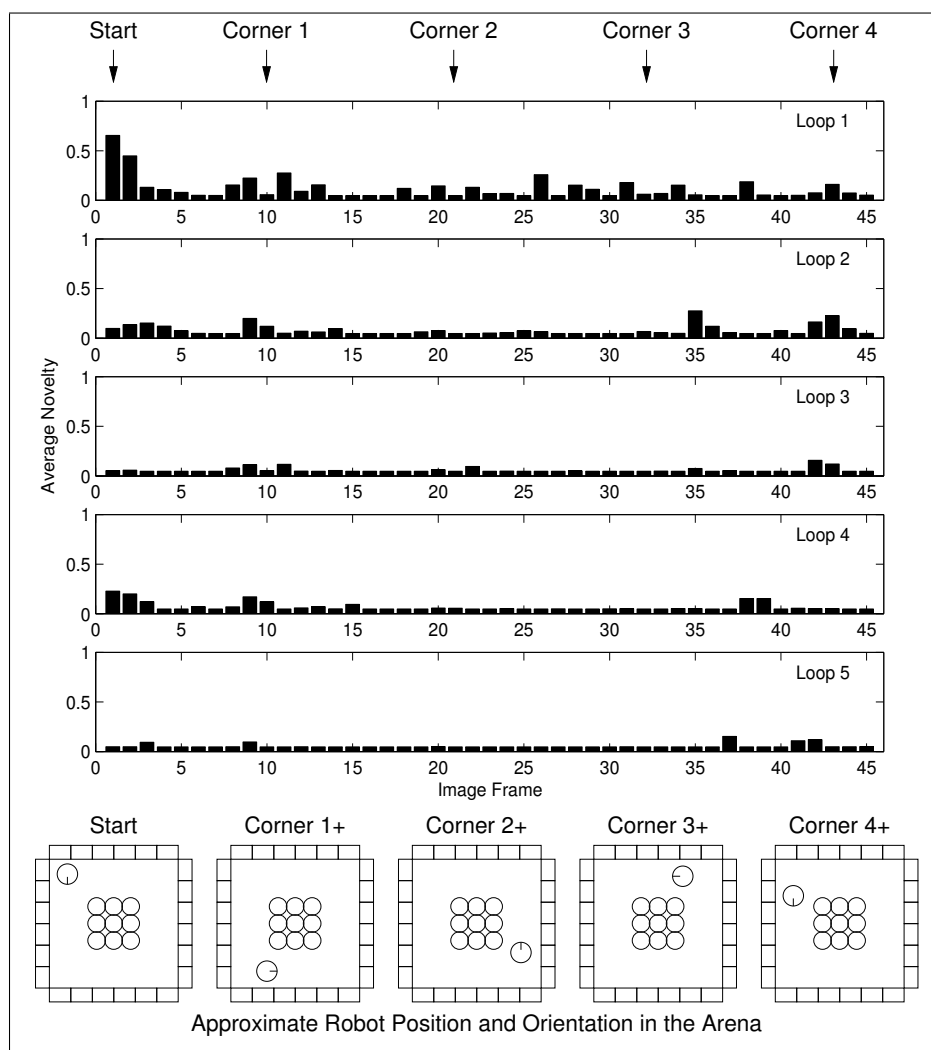 Start Corner 1 Corner 2 Corner 3 Corner 4
1
Loop 1
0.5
0
0 5 10 15 20 25 30 35 40 45
1
Loop 2
0.5
0
0 5 10 15 20 25 30 35 40 45
Average Novelty
1
Loop 3
0.5
0
0 5 10 15 20 25 30 35 40 45
1
Loop 4
0.5
0
0 5 10 15 20 25 30 35 40 45
1
Loop 5
0.5
0
0 5 10 15 20 25 30 35 40 45
Image Frame
Start Corner 1+ Corner 2+ Corner 3+ Corner 4+
Approximate Robot Position and Orientation in the Arena